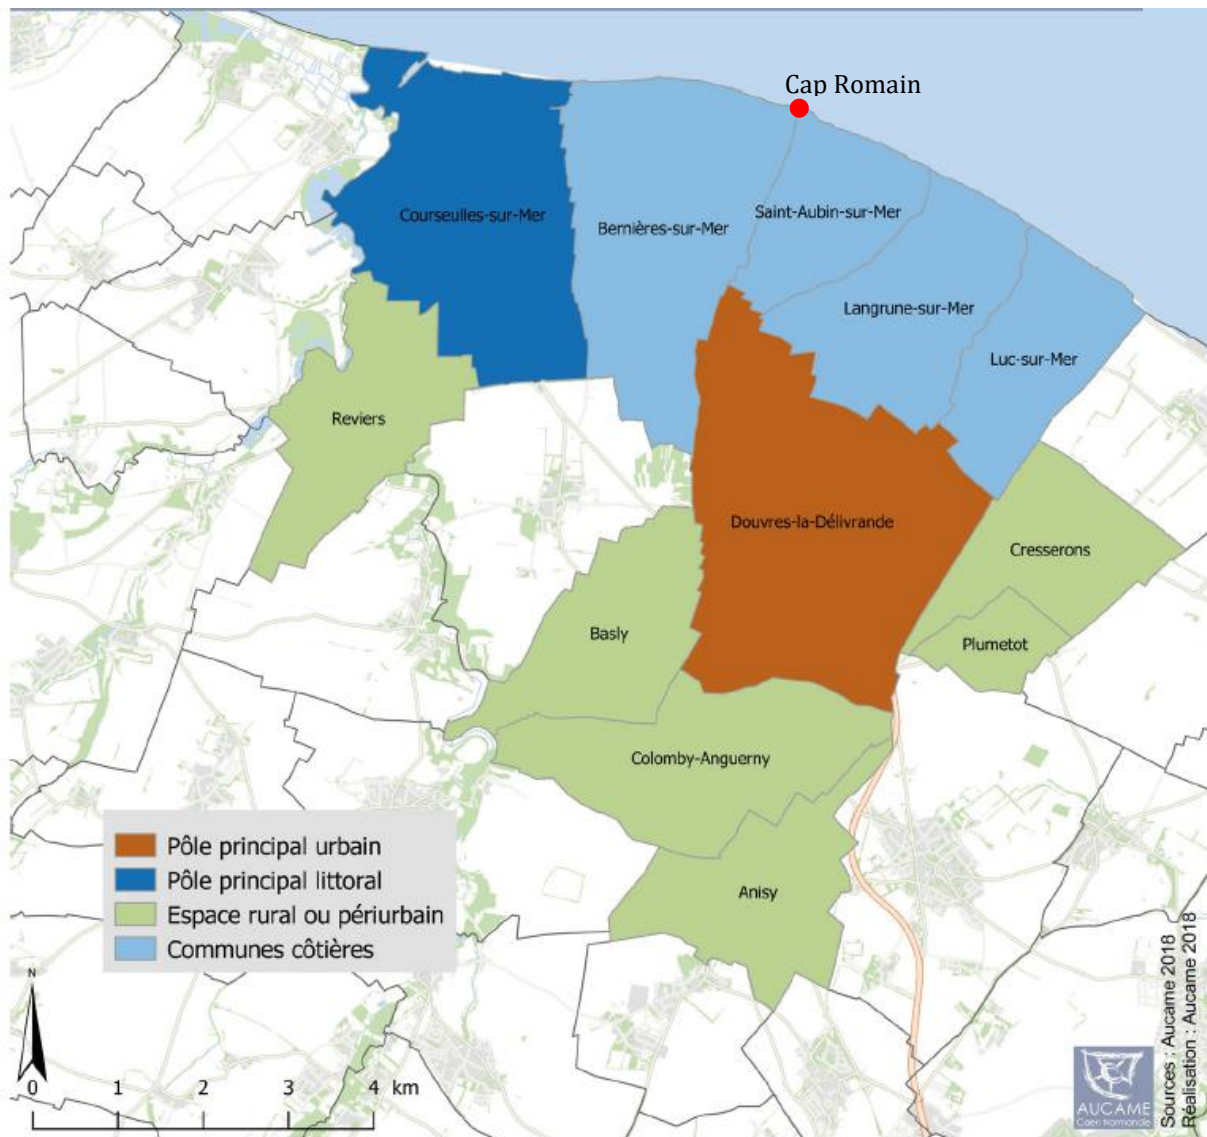 Cap Romain
Saint-Aubin-sur-Mer
Courseulles-sur-Mer
Bernières-sur-Mer
Langrune-sur-Mer
Luc-sur-Mer
Reviers
Douvres-la-Délivrande
Cresserons
Basly
Plumetot
Colomby-Anguerny
Anisy
Pôle principal urbain
Pôle principal littoral
Espace rural ou périurbain
Communes côtières
N
0 1 2 3 4 km
AUCAME
Caen Normandie
Sources : Aucame 2018
Réalisation : Aucame 2018